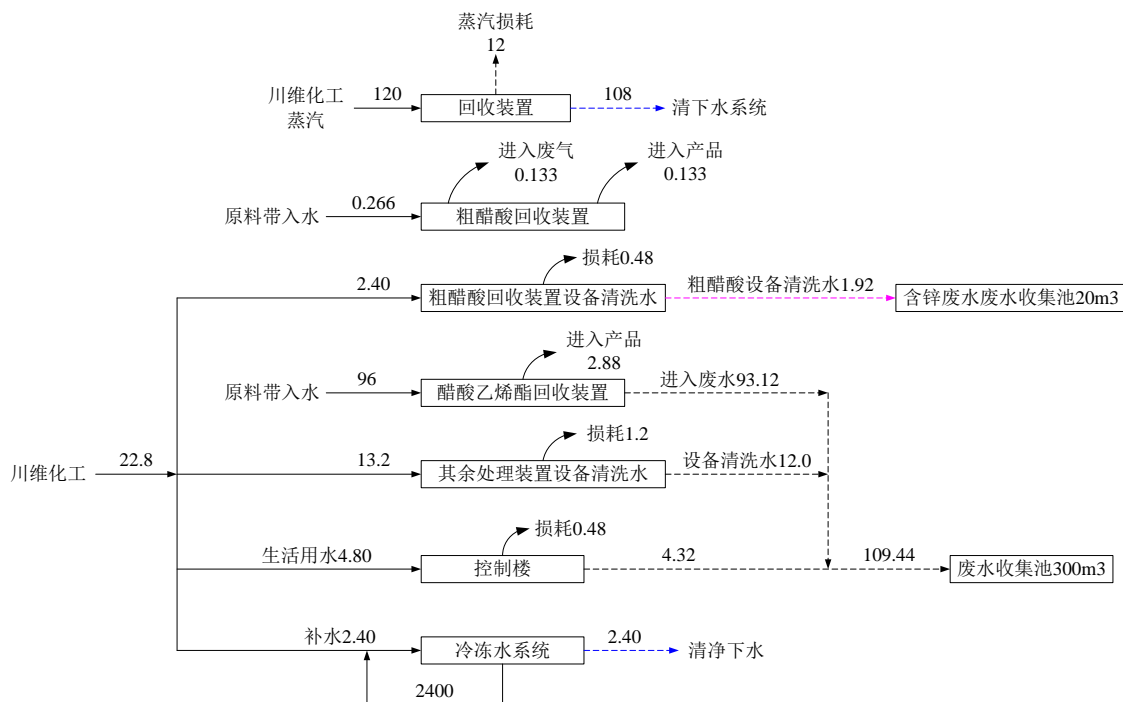 蒸汽损耗
12
川维化工
蒸汽
120
回收装置
108
清下水系统
进入废气
0.133
进入产品
0.133
原料带入水
0.266
粗醋酸回收装置
损耗0.48
2.40
粗醋酸回收装置设备清洗水
粗醋酸设备清洗水1.92
含锌废水废水收集池20m3
进入产品
2.88
原料带入水
96
醋酸乙烯酯回收装置
进入废水93.12
损耗1.2
川维化工
22.8
13.2
其余处理装置设备清洗水
设备清洗水12.0
损耗0.48
生活用水4.80
控制楼
4.32
109.44
废水收集池300m3
补水2.40
冷冻水系统
2.40
清净下水
2400